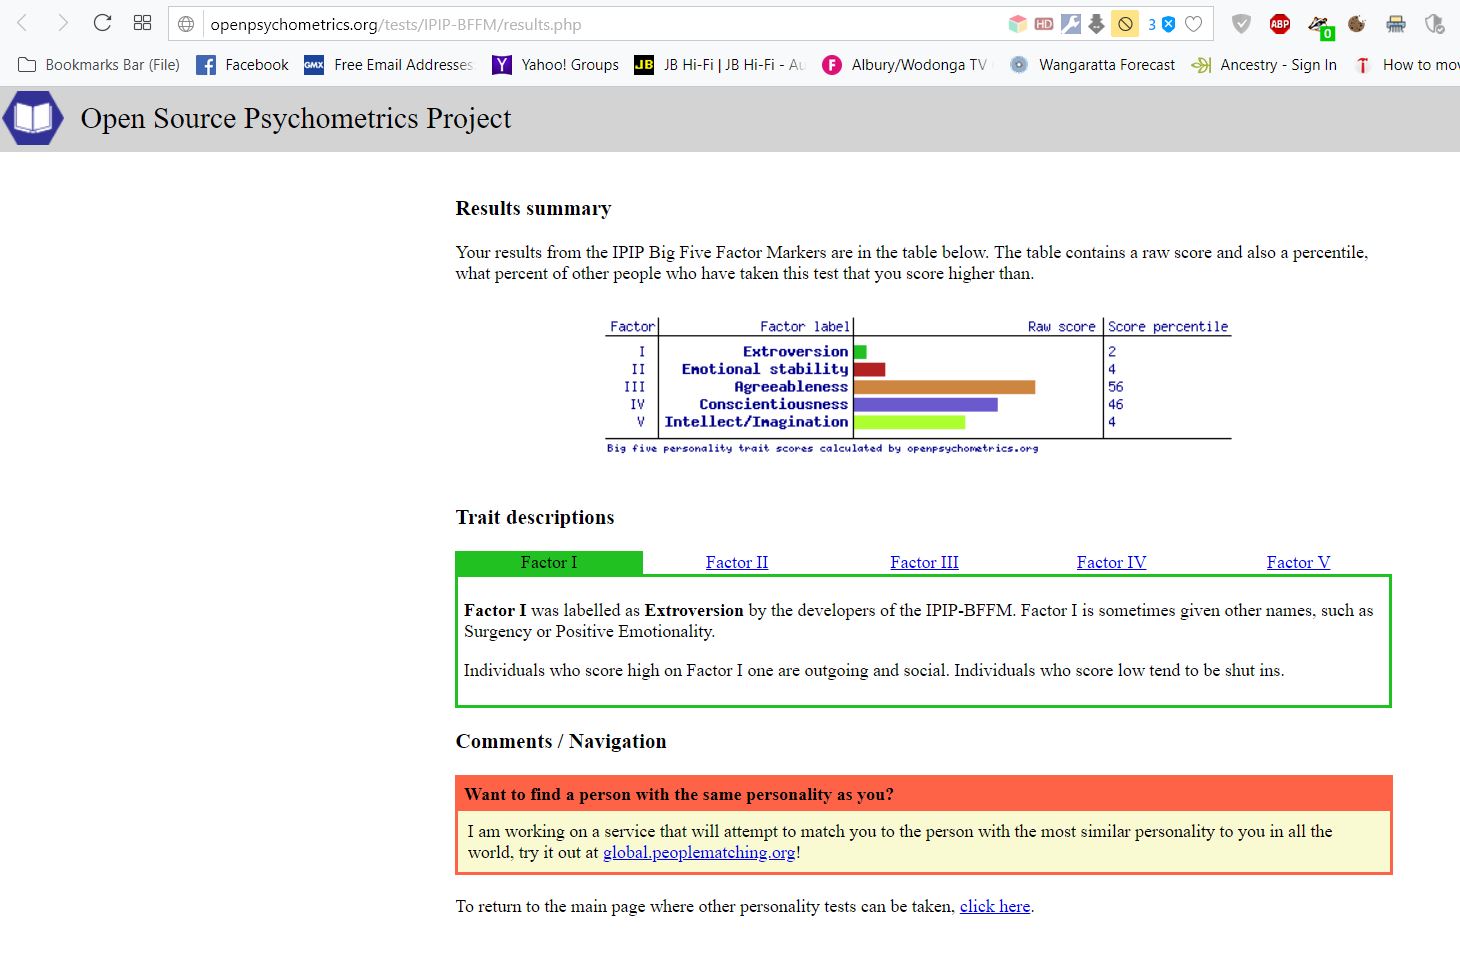 openpsychometrics.org/tests/IPIP-BFFM/results.php HD 3 ABP 0
Bookmarks Bar (File) Facebook GMX Free Email Addresses Yahoo! Groups JB JB Hi-Fi | JB Hi-Fi - Au Albury/Wodonga TV Wangaratta Forecast Ancestry - Sign In How to mov
Open Source Psychometrics Project
Results summary
Your results from the IPIP Big Five Factor Markers are in the table below. The table contains a raw score and also a percentile,
what percent of other people who have taken this test that you score higher than.
Factor Factor label Raw score Score percentile
I Extroversion 2
II Emotional stability 4
III Agreeableness 56
IV Conscientiousness 46
V Intellect/Imagination 4
Big five personality trait scores calculated by openpsychometrics.org
Trait descriptions
Factor I Factor II Factor III Factor IV Factor V
Factor I was labelled as Extroversion by the developers of the IPIP-BFFM. Factor I is sometimes given other names, such as
Surgency or Positive Emotionality.
Individuals who score high on Factor I one are outgoing and social. Individuals who score low tend to be shut ins.
Comments / Navigation
Want to find a person with the same personality as you?
I am working on a service that will attempt to match you to the person with the most similar personality to you in all the
world, try it out at global.peoplematching.org!
To return to the main page where other personality tests can be taken, click here.